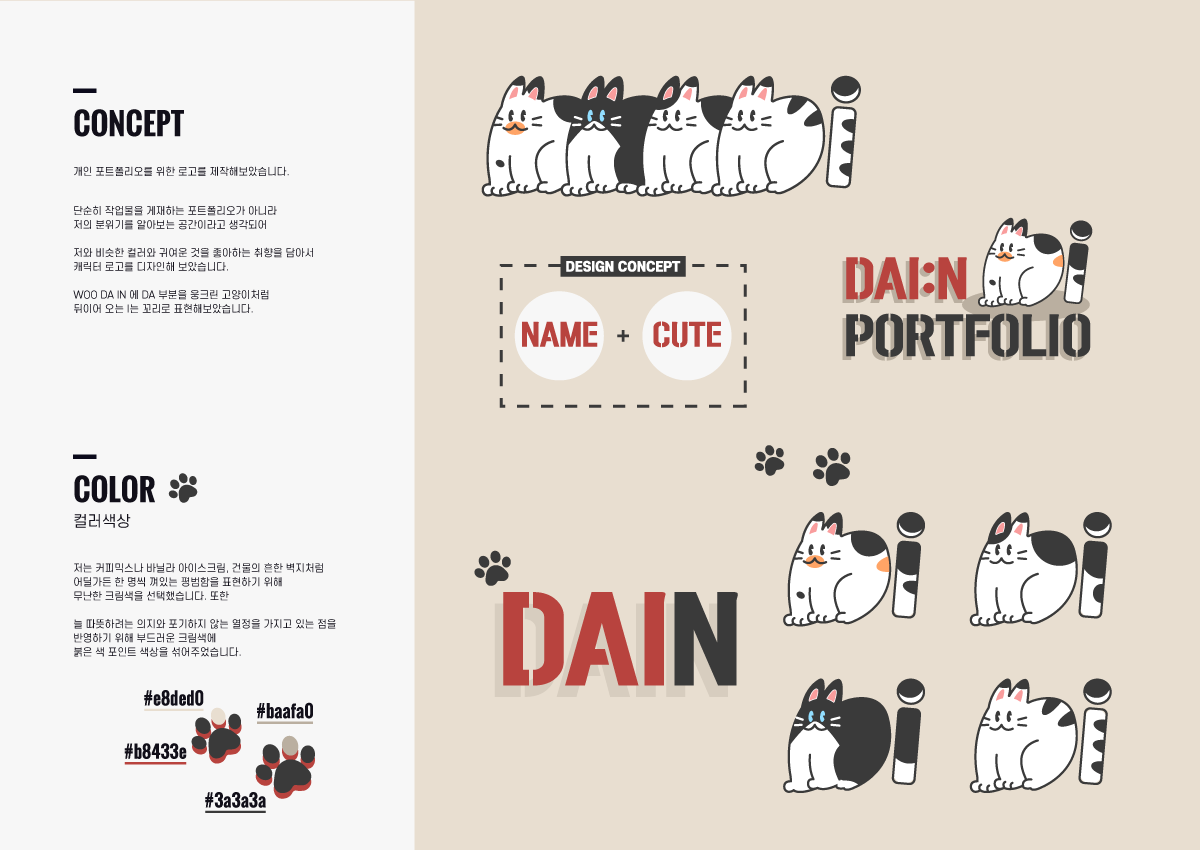 CONCEPT
개인 포트폴리오를 위한 로고를 제작해보았습니다.
단순히 작업물을 게재하는 포트폴리오가 아니라
저의 분위기를 알아보는 공간이라고 생각되어
저와 비슷한 컬러와 귀여운 것을 좋아하는 취향을 담아서
캐릭터 로고를 디자인해 보았습니다.
WOO DA IN 에 DA 부분을 웅크린 고양이처럼
뒤이어 오는 I는 꼬리로 표현해보았습니다.
COLOR
컬러색상
저는 커피믹스나 바닐라 아이스크림, 건물의 흔한 벽지처럼
어딜가든 한 명씩 껴있는 평범함을 표현하기 위해
무난한 크림색을 선택했습니다. 또한
늘 따뜻하려는 의지와 포기하지 않는 열정을 가지고 있는 점을
반영하기 위해 부드러운 크림색에
붉은 색 포인트 색상을 섞어주었습니다.
#e8ded0
#baafa0
#b8433e
#3a3a3a
DESIGN CONCEPT
NAME + CUTE
DAI:N
PORTFOLIO
DAIN